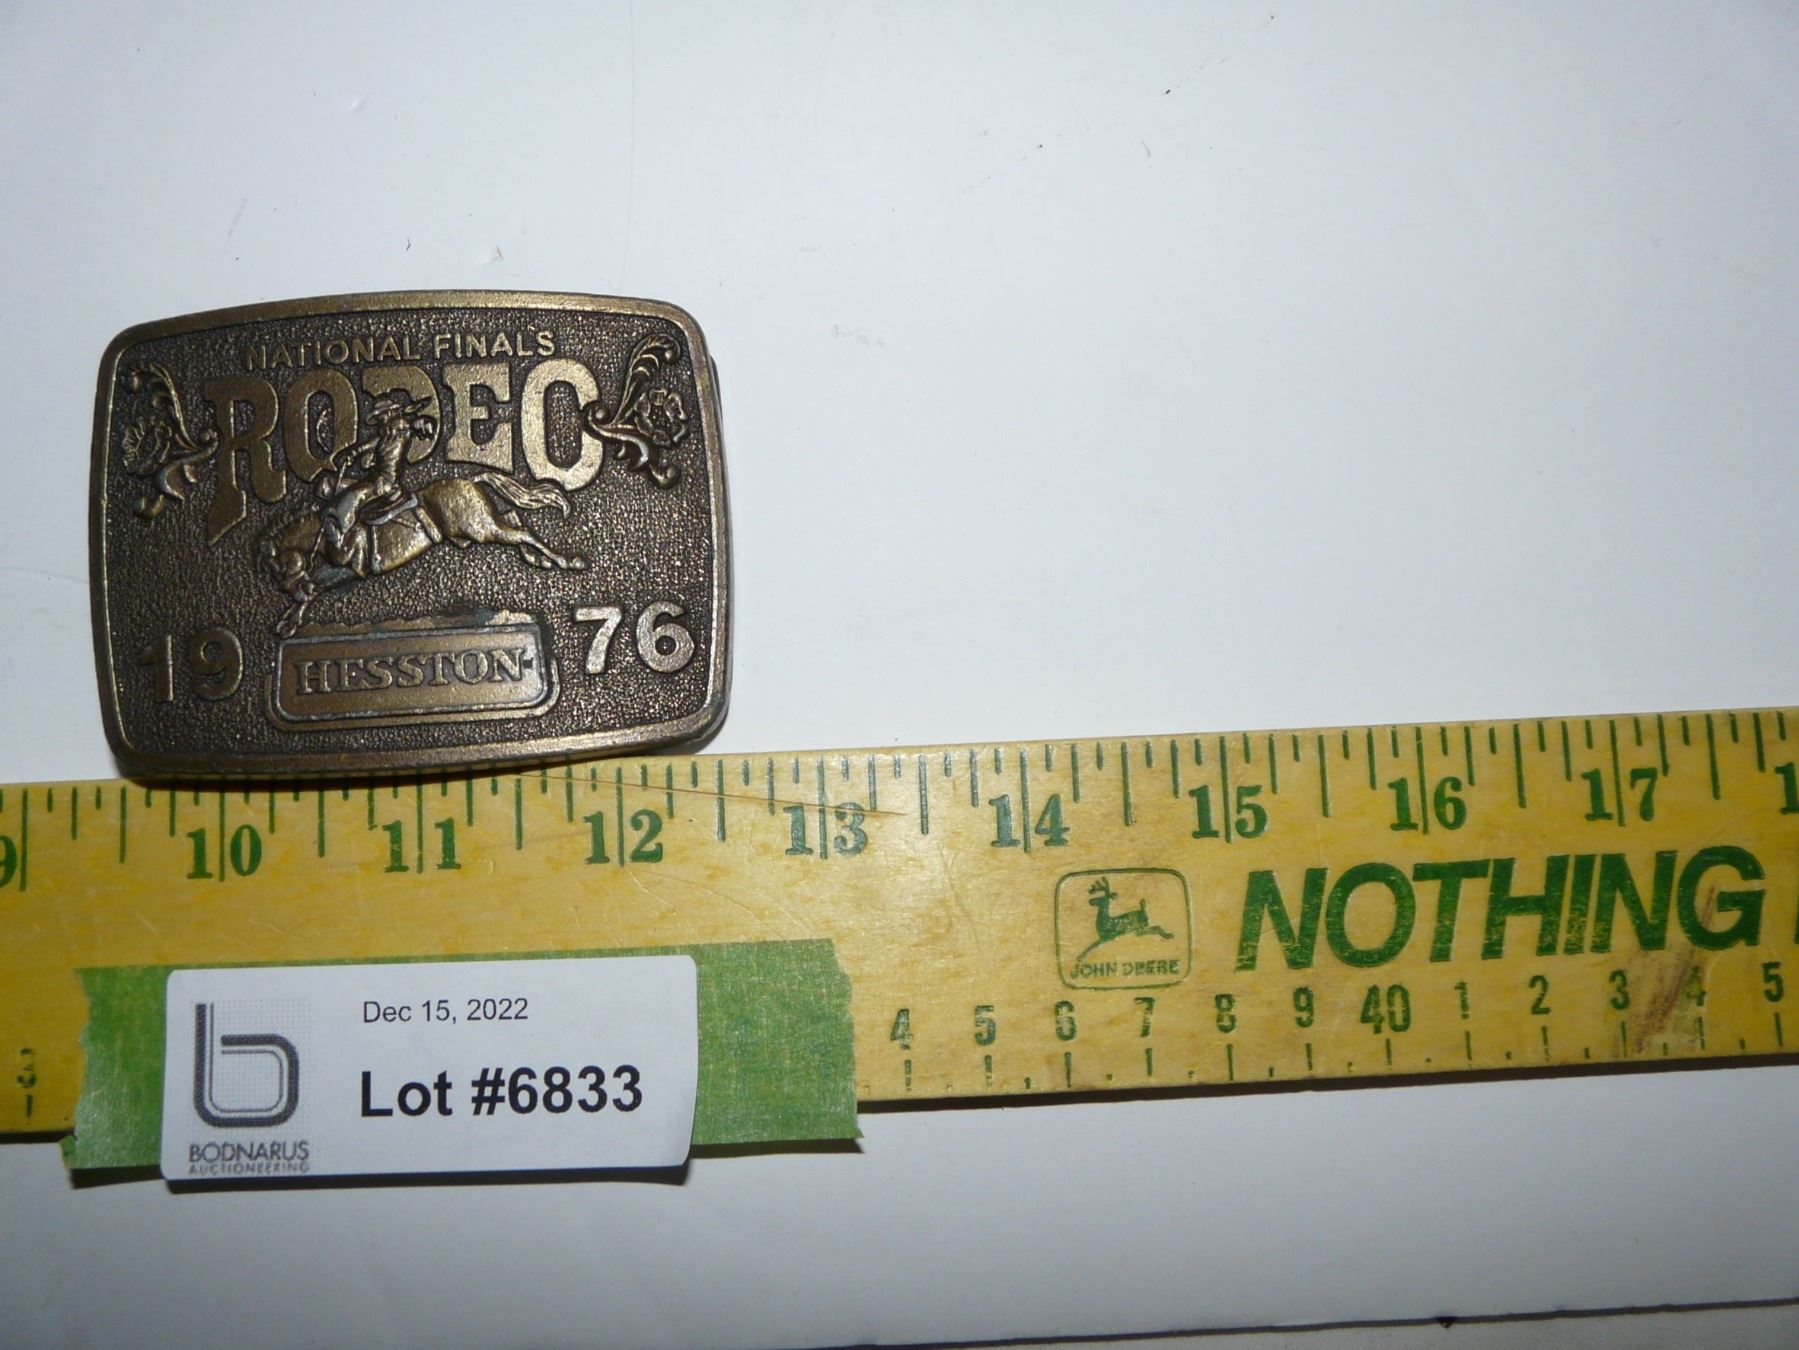 NATIONAL FINALS
RODEO
19 76
HESSTON
9 10 11 12 13 14 15 16 17 1
JOHN DEERE
NOTHING
4 5 6 7 8 9 40 1 2 3 4 5
Dec 15, 2022
Lot #6833
BODNARUS
AUCTIONEERING